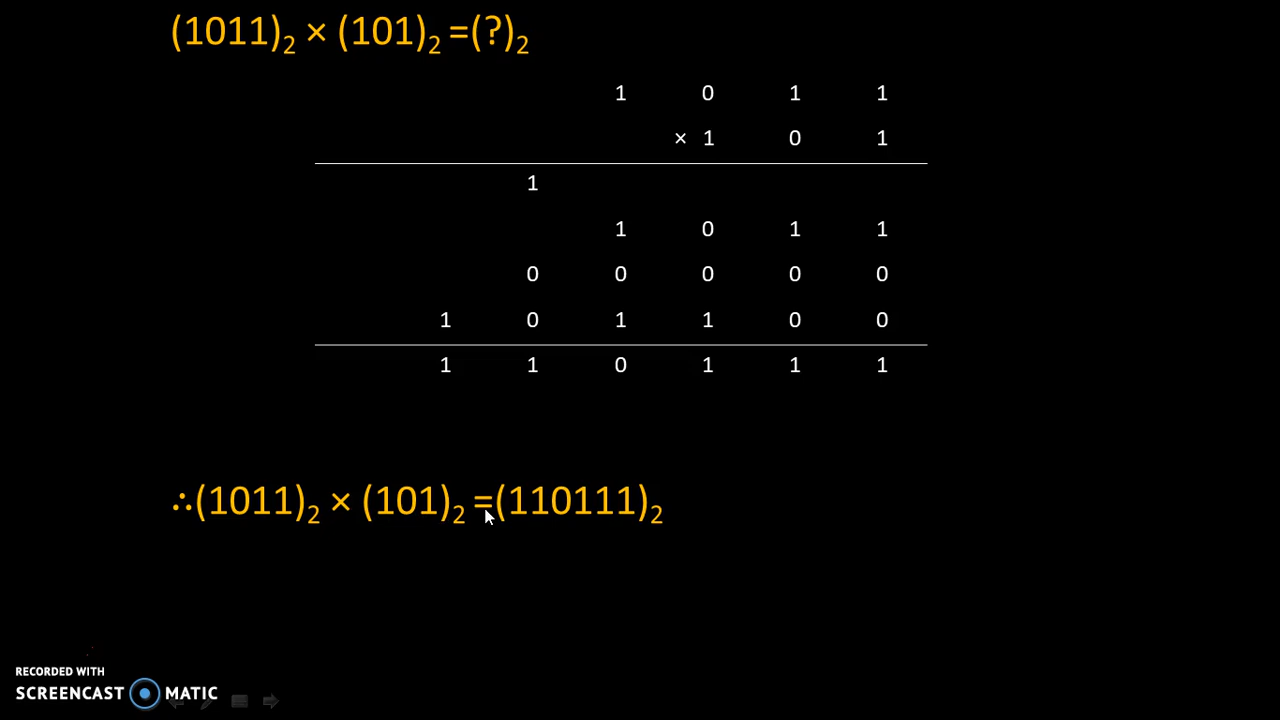 (1011)₂ × (101)₂ =(?)₂
1 0 1 1
× 1 0 1
1
1 0 1 1
0 0 0 0 0
1 0 1 1 0 0
1 1 0 1 1 1
∴(1011)₂ × (101)₂ =(110111)₂
RECORDED WITH
SCREENCAST MATIC